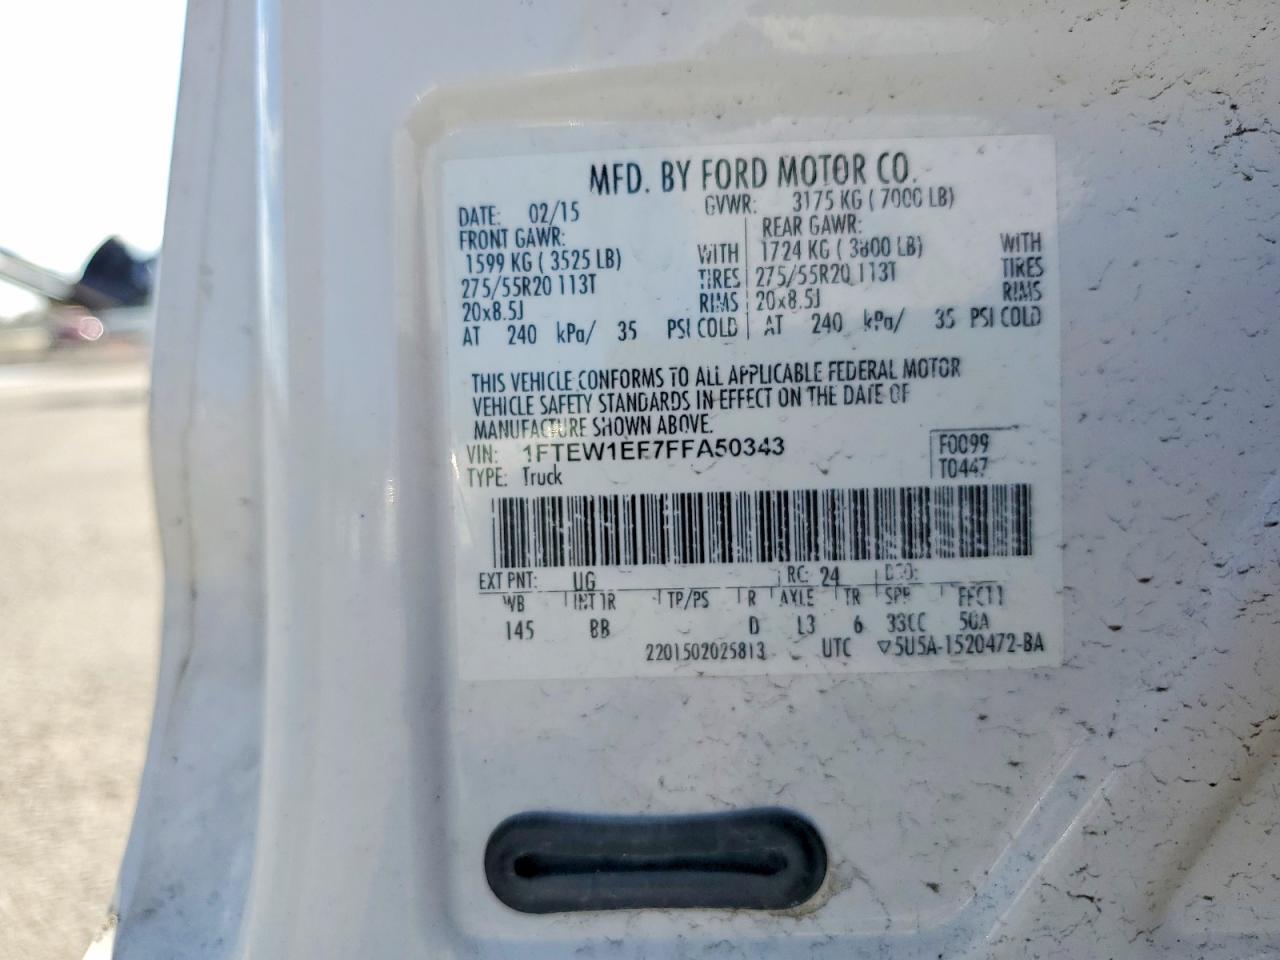 MFD. BY FORD MOTOR CO.
DATE: 02/15 GVWR: 3175 KG ( 7000 LB)
FRONT GAWR: REAR GAWR:
1599 KG ( 3525 LB) WITH 1724 KG ( 3800 LB) WITH
275/55R20 113T TIRES 275/55R20 113T TIRES
20x8.5J RIMS 20x8.5J RIMS
AT 240 kPa/ 35 PSI COLD AT 240 kPa/ 35 PSI COLD
THIS VEHICLE CONFORMS TO ALL APPLICABLE FEDERAL MOTOR
VEHICLE SAFETY STANDARDS IN EFFECT ON THE DATE OF
MANUFACTURE SHOWN ABOVE.
VIN: 1FTEW1EF7FFA50343 F0099
TYPE: Truck T0447
EXT PNT: UG RC: 24 DSO:
WB INT TR TP/PS R AXLE TR SPR
145 BB D L3 6 33CC 50A
2201502025813 UTC ▽5U5A-1520472-BA